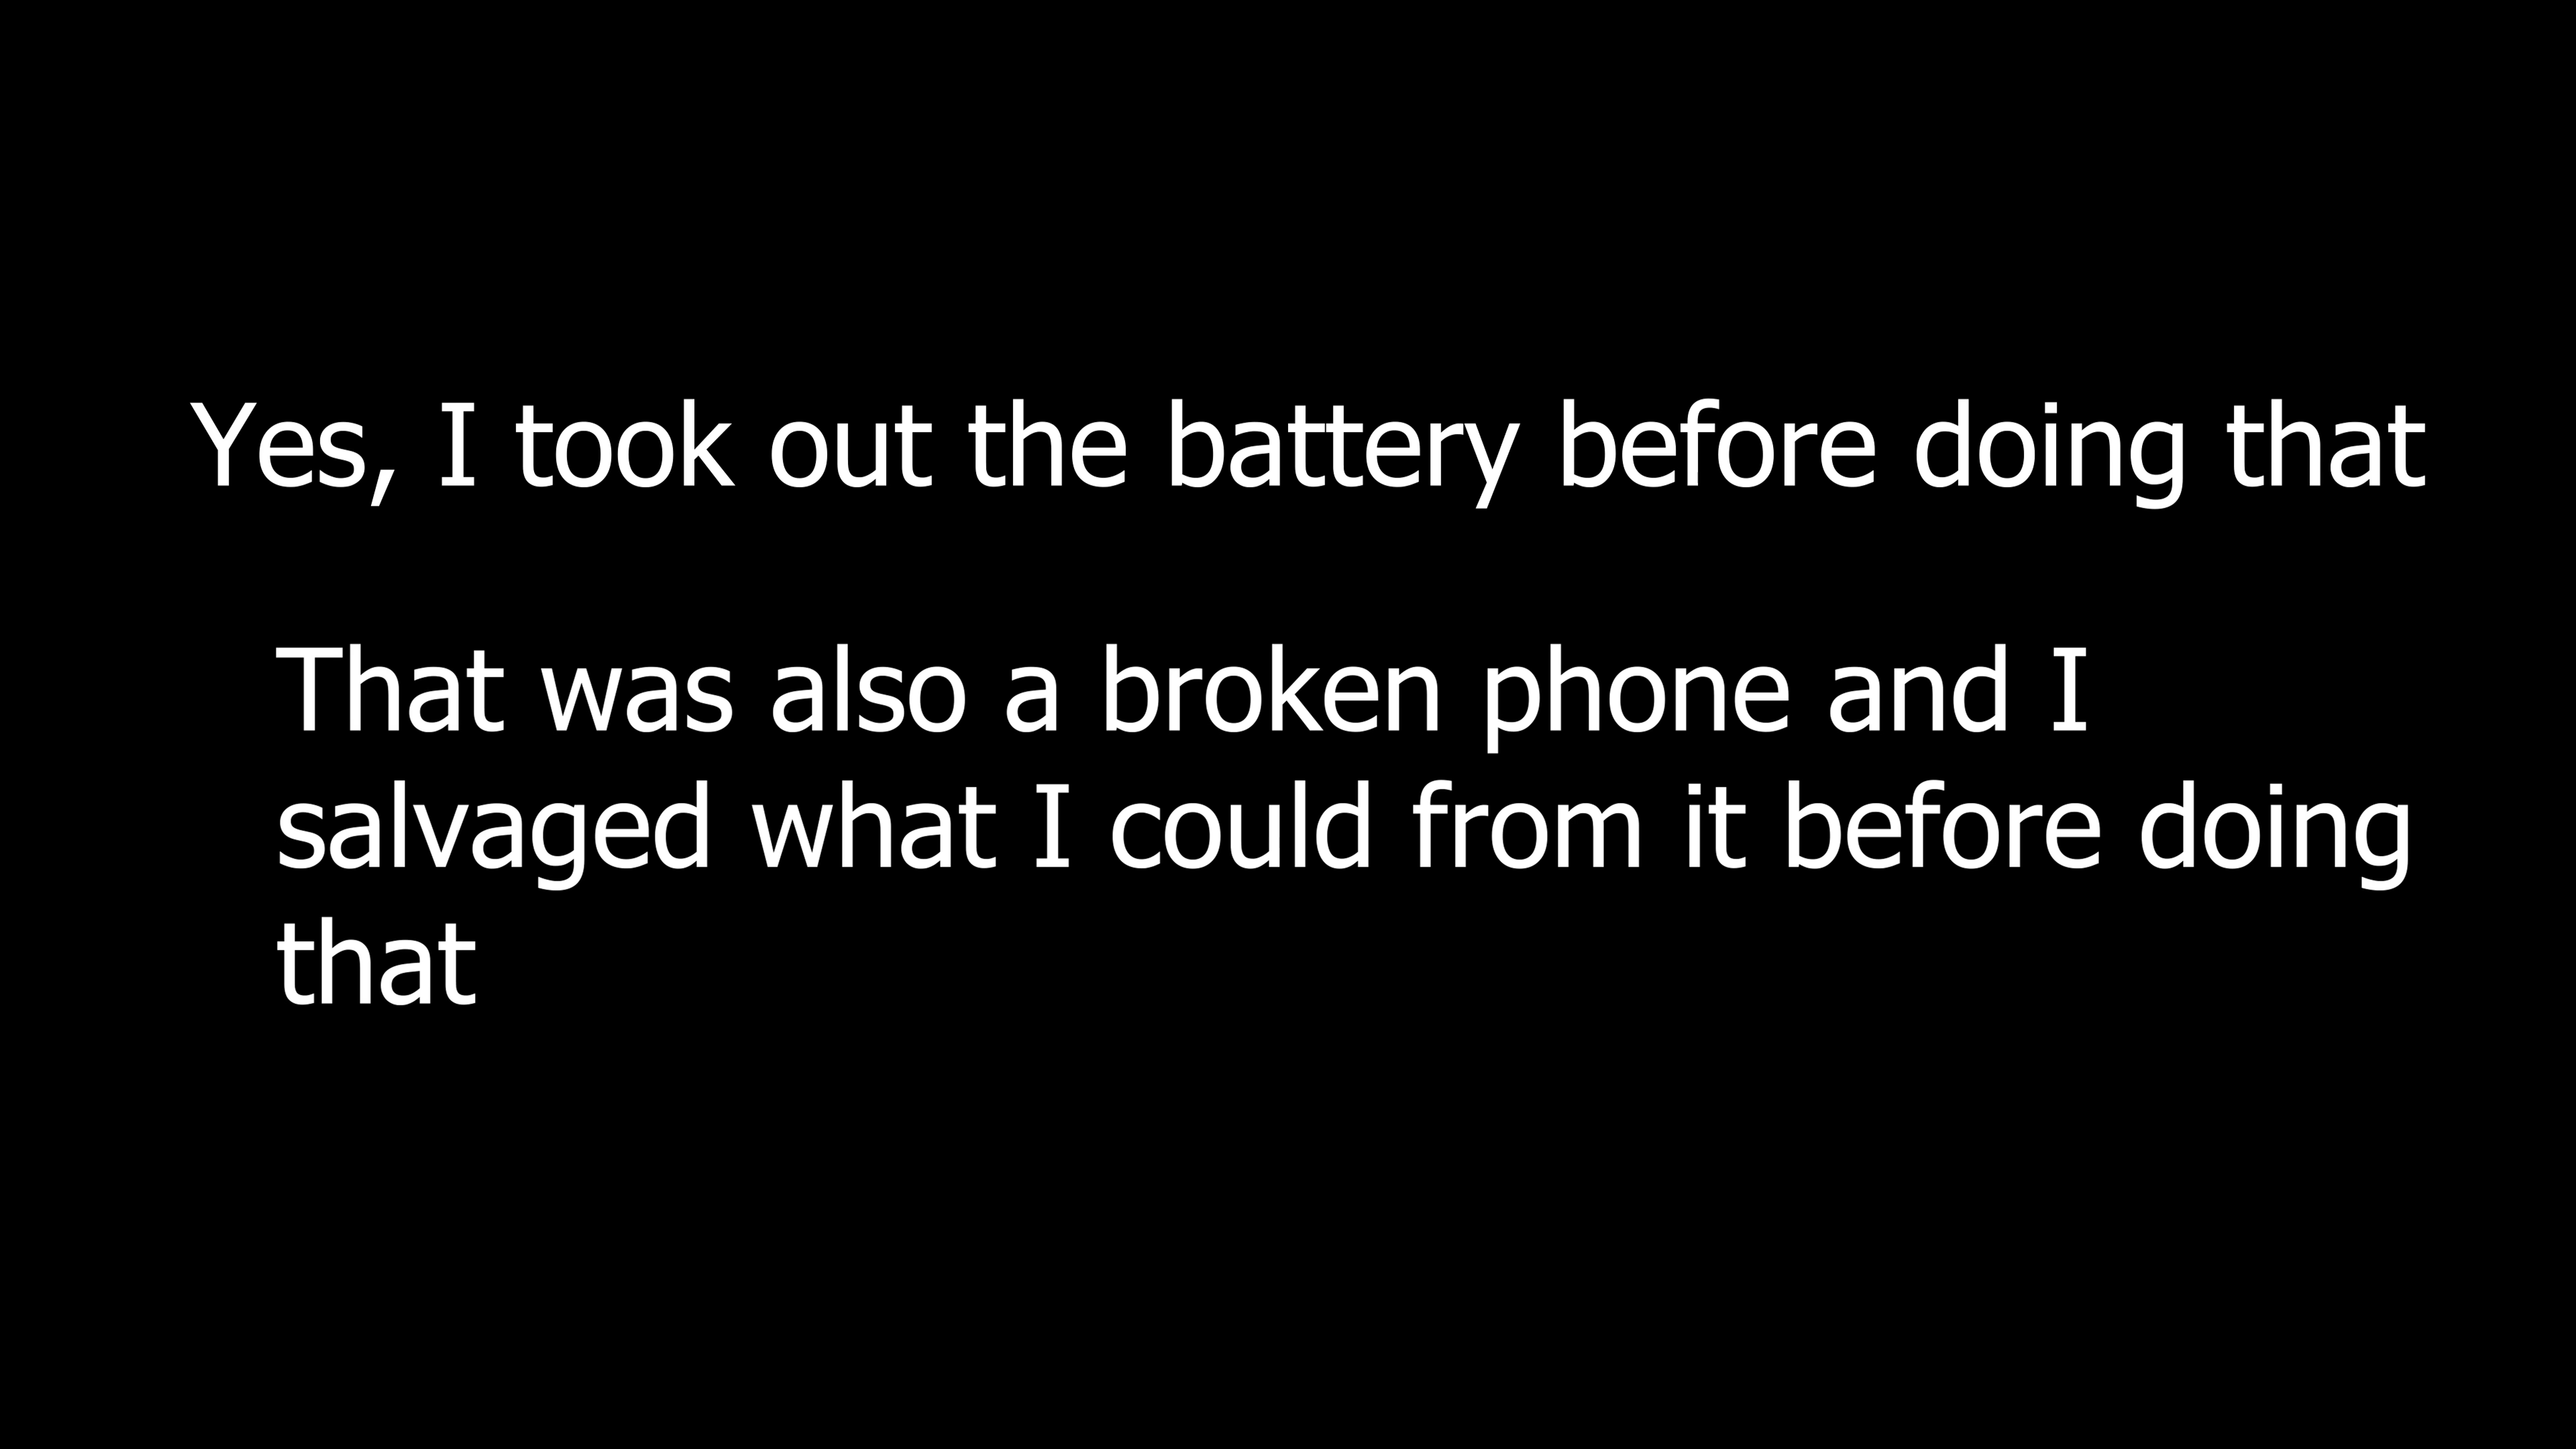 Yes, I took out the battery before doing that
That was also a broken phone and I
salvaged what I could from it before doing
that